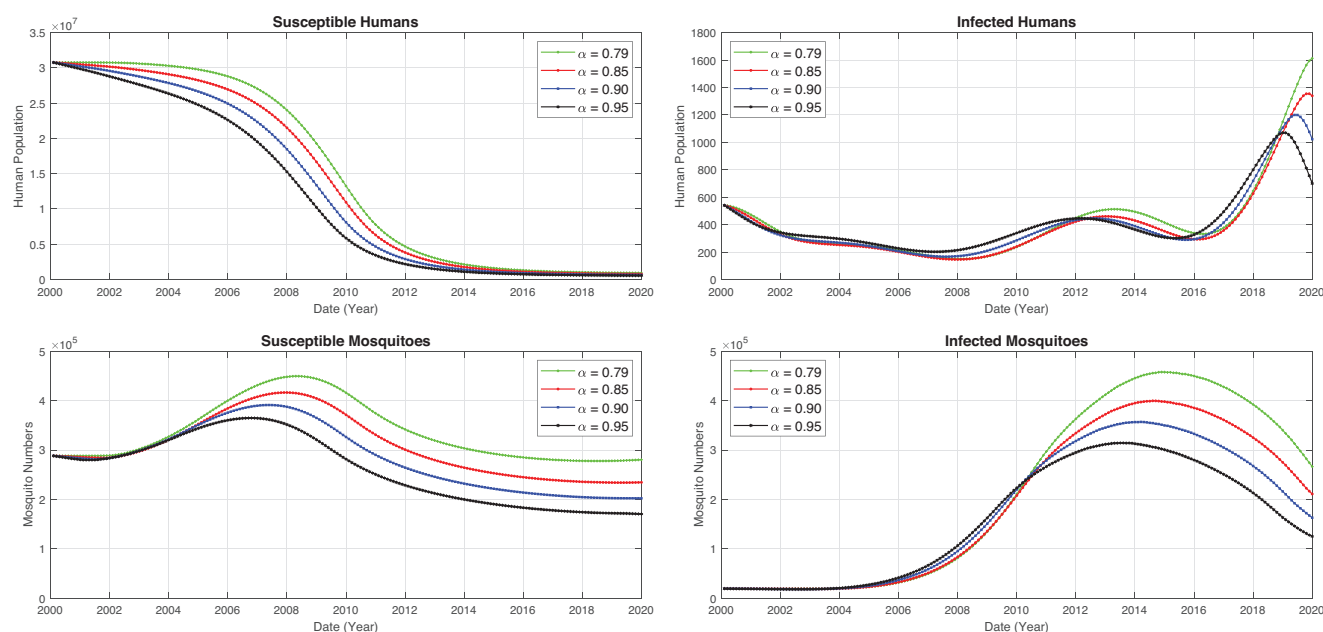 Susceptible Humans
×10⁷
3.5
3
2.5
2
1.5
1
0.5
0
Human Population
2000 2002 2004 2006 2008 2010 2012 2014 2016 2018 2020
Date (Year)
α = 0.79
α = 0.85
α = 0.90
α = 0.95
Infected Humans
1800
1600
1400
1200
1000
800
600
400
200
0
Human Population
2000 2002 2004 2006 2008 2010 2012 2014 2016 2018 2020
Date (Year)
α = 0.79
α = 0.85
α = 0.90
α = 0.95
Susceptible Mosquitoes
×10⁵
5
4
3
2
1
0
Mosquito Numbers
2000 2002 2004 2006 2008 2010 2012 2014 2016 2018 2020
Date (Year)
α = 0.79
α = 0.85
α = 0.90
α = 0.95
Infected Mosquitoes
×10⁵
5
4
3
2
1
0
Mosquito Numbers
2000 2002 2004 2006 2008 2010 2012 2014 2016 2018 2020
Date (Year)
α = 0.79
α = 0.85
α = 0.90
α = 0.95